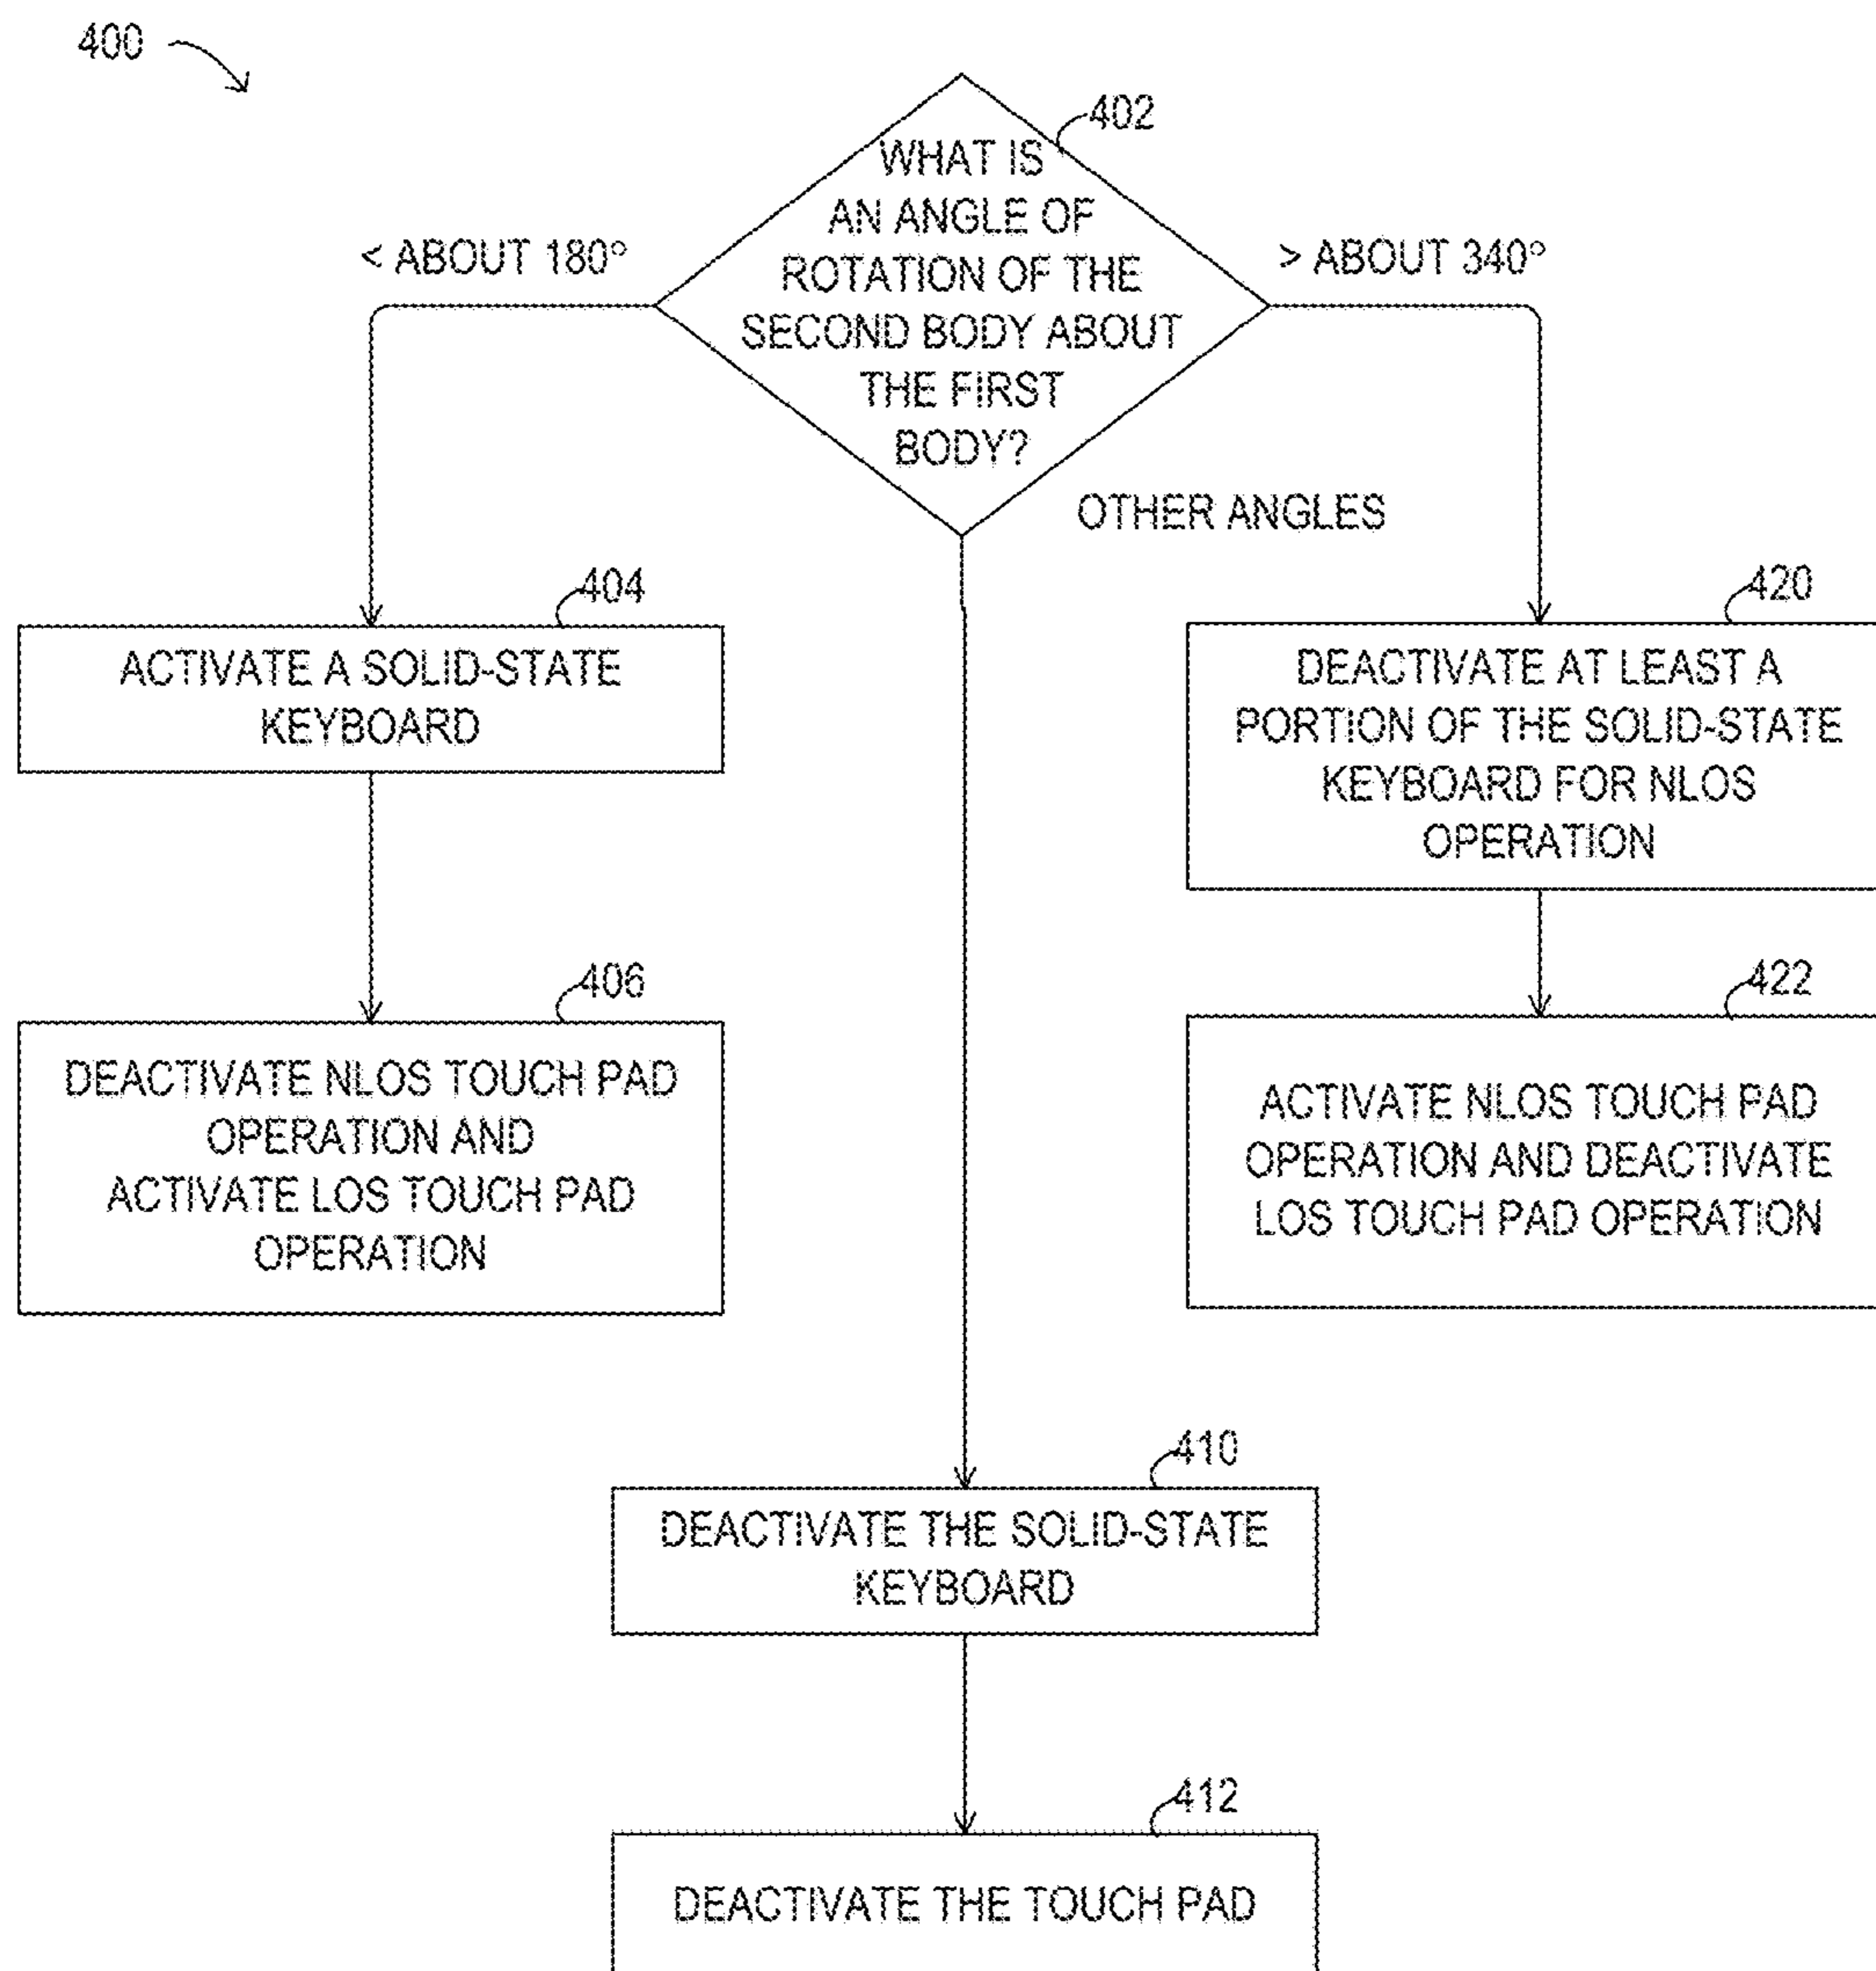 400
402
WHAT IS
AN ANGLE OF
ROTATION OF THE
SECOND BODY ABOUT
THE FIRST
BODY?
< ABOUT 180°
> ABOUT 340°
OTHER ANGLES
404
ACTIVATE A SOLID-STATE
KEYBOARD
420
DEACTIVATE AT LEAST A
PORTION OF THE SOLID-STATE
KEYBOARD FOR NLOS
OPERATION
406
DEACTIVATE NLOS TOUCH PAD
OPERATION AND
ACTIVATE LOS TOUCH PAD
OPERATION
422
ACTIVATE NLOS TOUCH PAD
OPERATION AND DEACTIVATE
LOS TOUCH PAD OPERATION
410
DEACTIVATE THE SOLID-STATE
KEYBOARD
412
DEACTIVATE THE TOUCH PAD